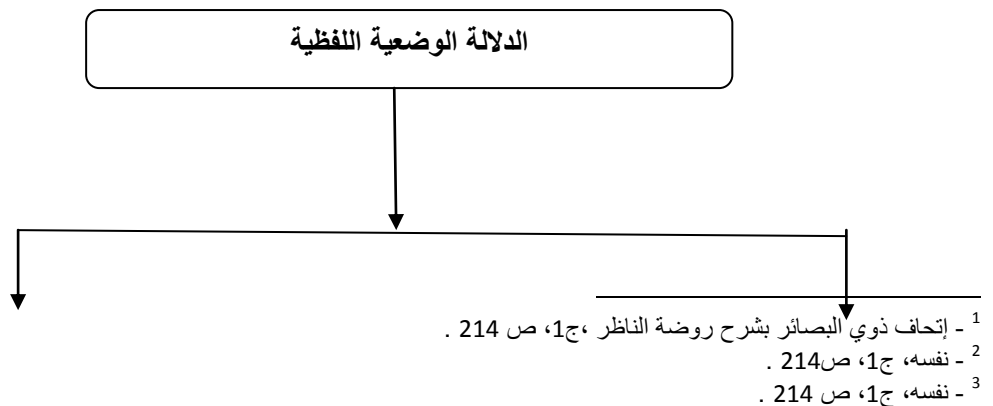 الدلالة الوضعية اللفظية
1 - إتحاف ذوي البصائر بشرح روضة الناظر ،ج1، ص 214 .
2 - نفسه، ج1، ص214 .
3 - نفسه، ج1، ص 214 .